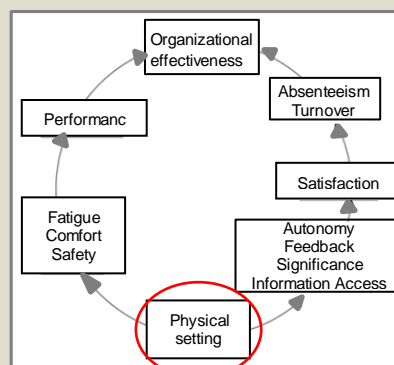 Organizational
effectiveness
Absenteeism
Turnover
Performanc
Satisfaction
Fatigue
Comfort
Safety
Autonomy
Feedback
Significance
Information Access
Physical
setting